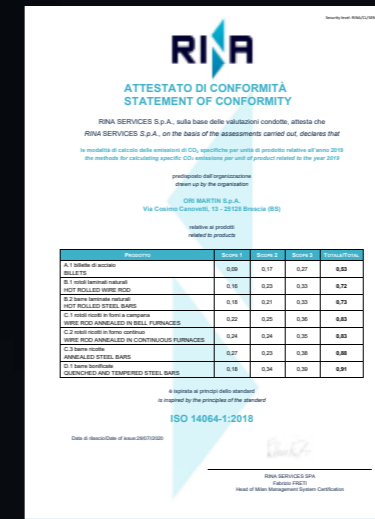 RINA
ATTESTATO DI CONFORMITÀ
STATEMENT OF CONFORMITY
RINA SERVICES S.p.A., sulla base delle valutazioni condotte, attesta che
RINA SERVICES S.p.A., on the basis of the assessments carried out, declares that
le modalità di calcolo delle emissioni di CO₂ specifiche per unità di prodotto relative all'anno 2019
the methods for calculating specific CO₂ emissions per unit of product related to the year 2019
predisposto dall'organizzazione
drawn up by the organisation
ORI MARTIN S.p.A.
Via Cosimo Canovetti, 13 - 25128 Brescia (BS)
relative ai prodotti
related to products
PRODOTTO SCOPE 1 SCOPE 2 SCOPE 3 TOTALE/TOTAL
A.1 billette di acciaio
BILLETS 0,09 0,17 0,27 0,53
B.1 rotoli laminati naturali
HOT ROLLED WIRE ROD 0,16 0,23 0,33 0,72
B.2 barre laminate naturali
HOT ROLLED STEEL BARS 0,18 0,21 0,33 0,73
C.1 rotoli ricotti in forni a campana
WIRE ROD ANNEALED IN BELL FURNACES 0,22 0,25 0,36 0,83
C.2 rotoli ricotti in forno continuo
WIRE ROD ANNEALED IN CONTINUOUS FURNACES 0,24 0,24 0,35 0,83
C.3 barre ricotte
ANNEALED STEEL BARS 0,27 0,23 0,38 0,88
D.1 barre bonificate
QUENCHED AND TEMPERED STEEL BARS 0,18 0,34 0,39 0,91
è ispirata ai principi dello standard
is inspired by the principles of the standard
ISO 14064-1:2018
Data di rilascio/Date of issue:28/07/2020
RINA SERVICES SPA
Fabrizio FRETI
Head of Milan Management System Certification